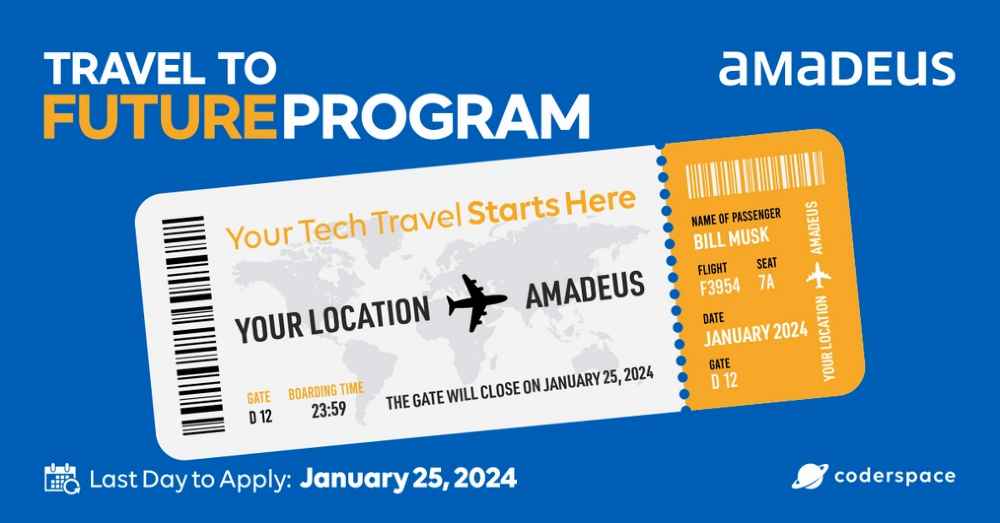 TRAVEL TO
FUTURE PROGRAM
aMaDEUS
Your Tech Travel Starts Here
YOUR LOCATION AMADEUS
GATE BOARDING TIME
D 12 23:59
THE GATE WILL CLOSE ON JANUARY 25, 2024
NAME OF PASSENGER
BILL MUSK
FLIGHT SEAT
F3954 7A
DATE
JANUARY 2024
GATE
D 12
YOUR LOCATION AMADEUS
Last Day to Apply: January 25, 2024
coderspace